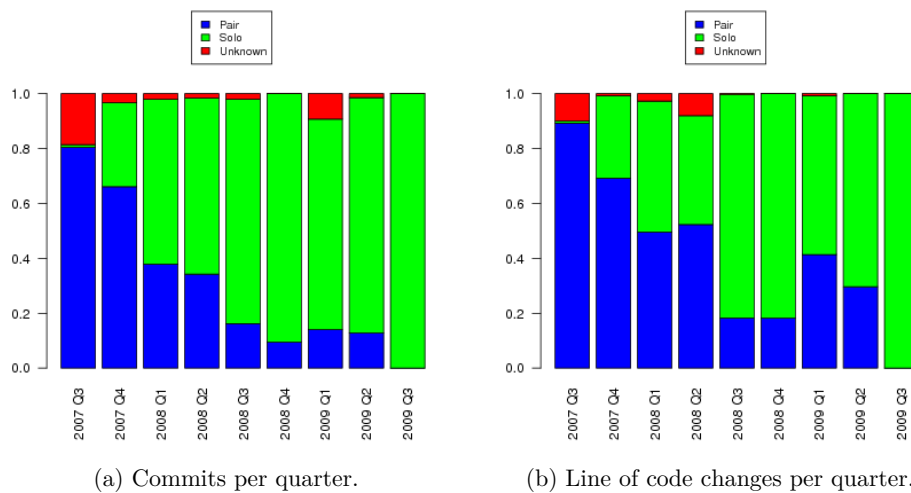 Pair
Solo
Unknown
1.0
0.8
0.6
0.4
0.2
0.0
2007 Q3
2007 Q4
2008 Q1
2008 Q2
2008 Q3
2008 Q4
2009 Q1
2009 Q2
2009 Q3
(a) Commits per quarter.
Pair
Solo
Unknown
1.0
0.8
0.6
0.4
0.2
0.0
2007 Q3
2007 Q4
2008 Q1
2008 Q2
2008 Q3
2008 Q4
2009 Q1
2009 Q2
2009 Q3
(b) Line of code changes per quarter.